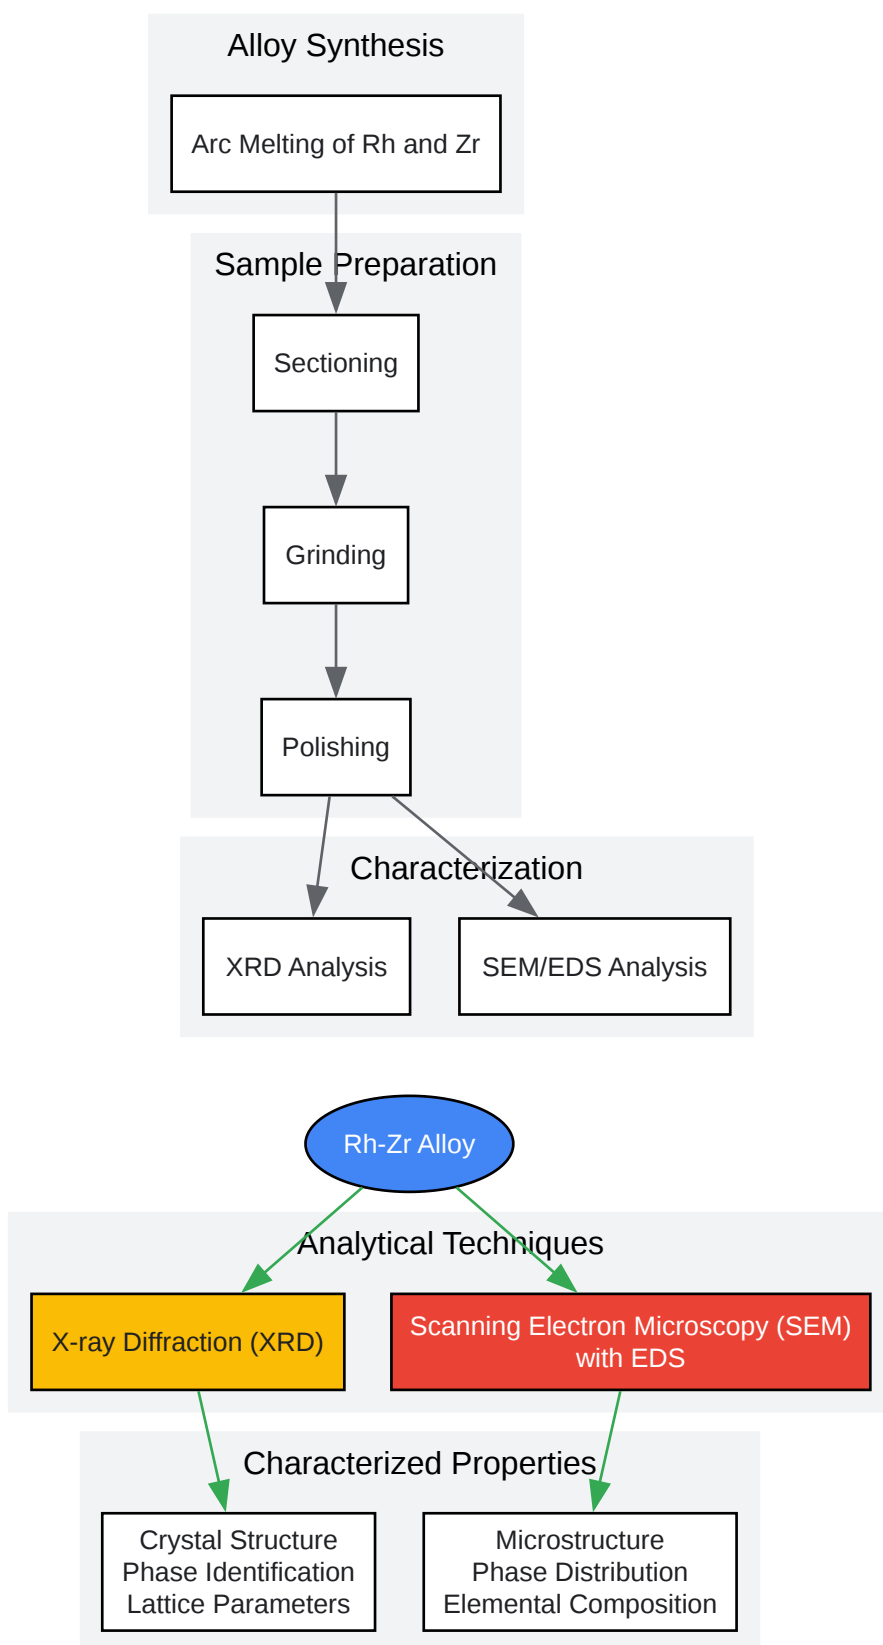 Alloy Synthesis
Arc Melting of Rh and Zr
Sample Preparation
Sectioning
Grinding
Polishing
Characterization
XRD Analysis
SEM/EDS Analysis
Rh-Zr Alloy
Analytical Techniques
X-ray Diffraction (XRD)
Scanning Electron Microscopy (SEM)
with EDS
Characterized Properties
Crystal Structure
Phase Identification
Lattice Parameters
Microstructure
Phase Distribution
Elemental Composition